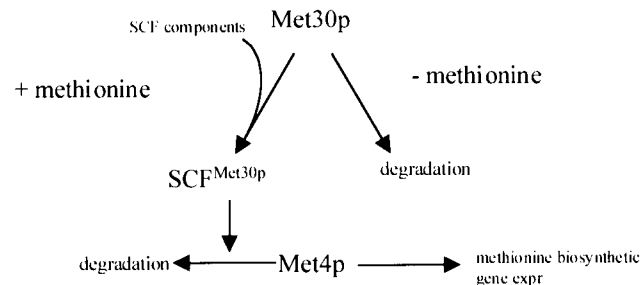 SCF components
Met30p
+ methionine
- methionine
SCF^Met30p
degradation
degradation
Met4p
methionine biosynthetic
gene expr